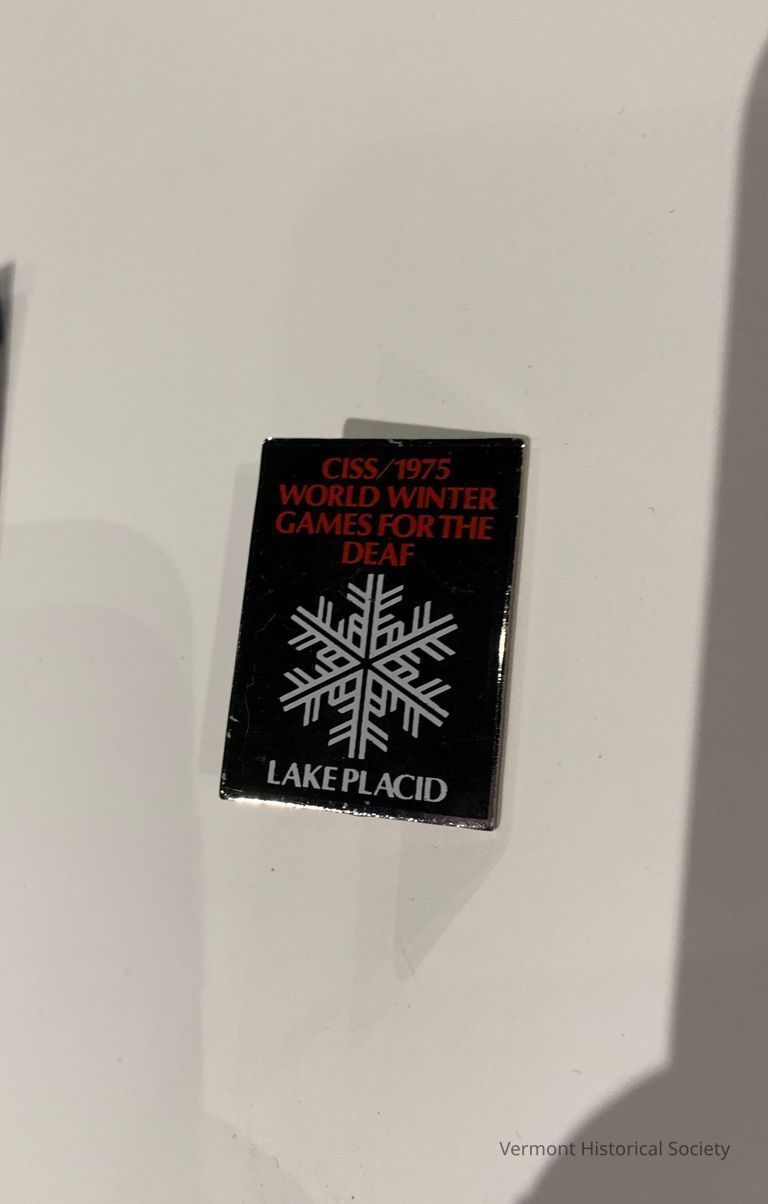 CISS/1975
WORLD WINTER
GAMES FOR THE
DEAF
LAKE PLACID
Vermont Historical Society